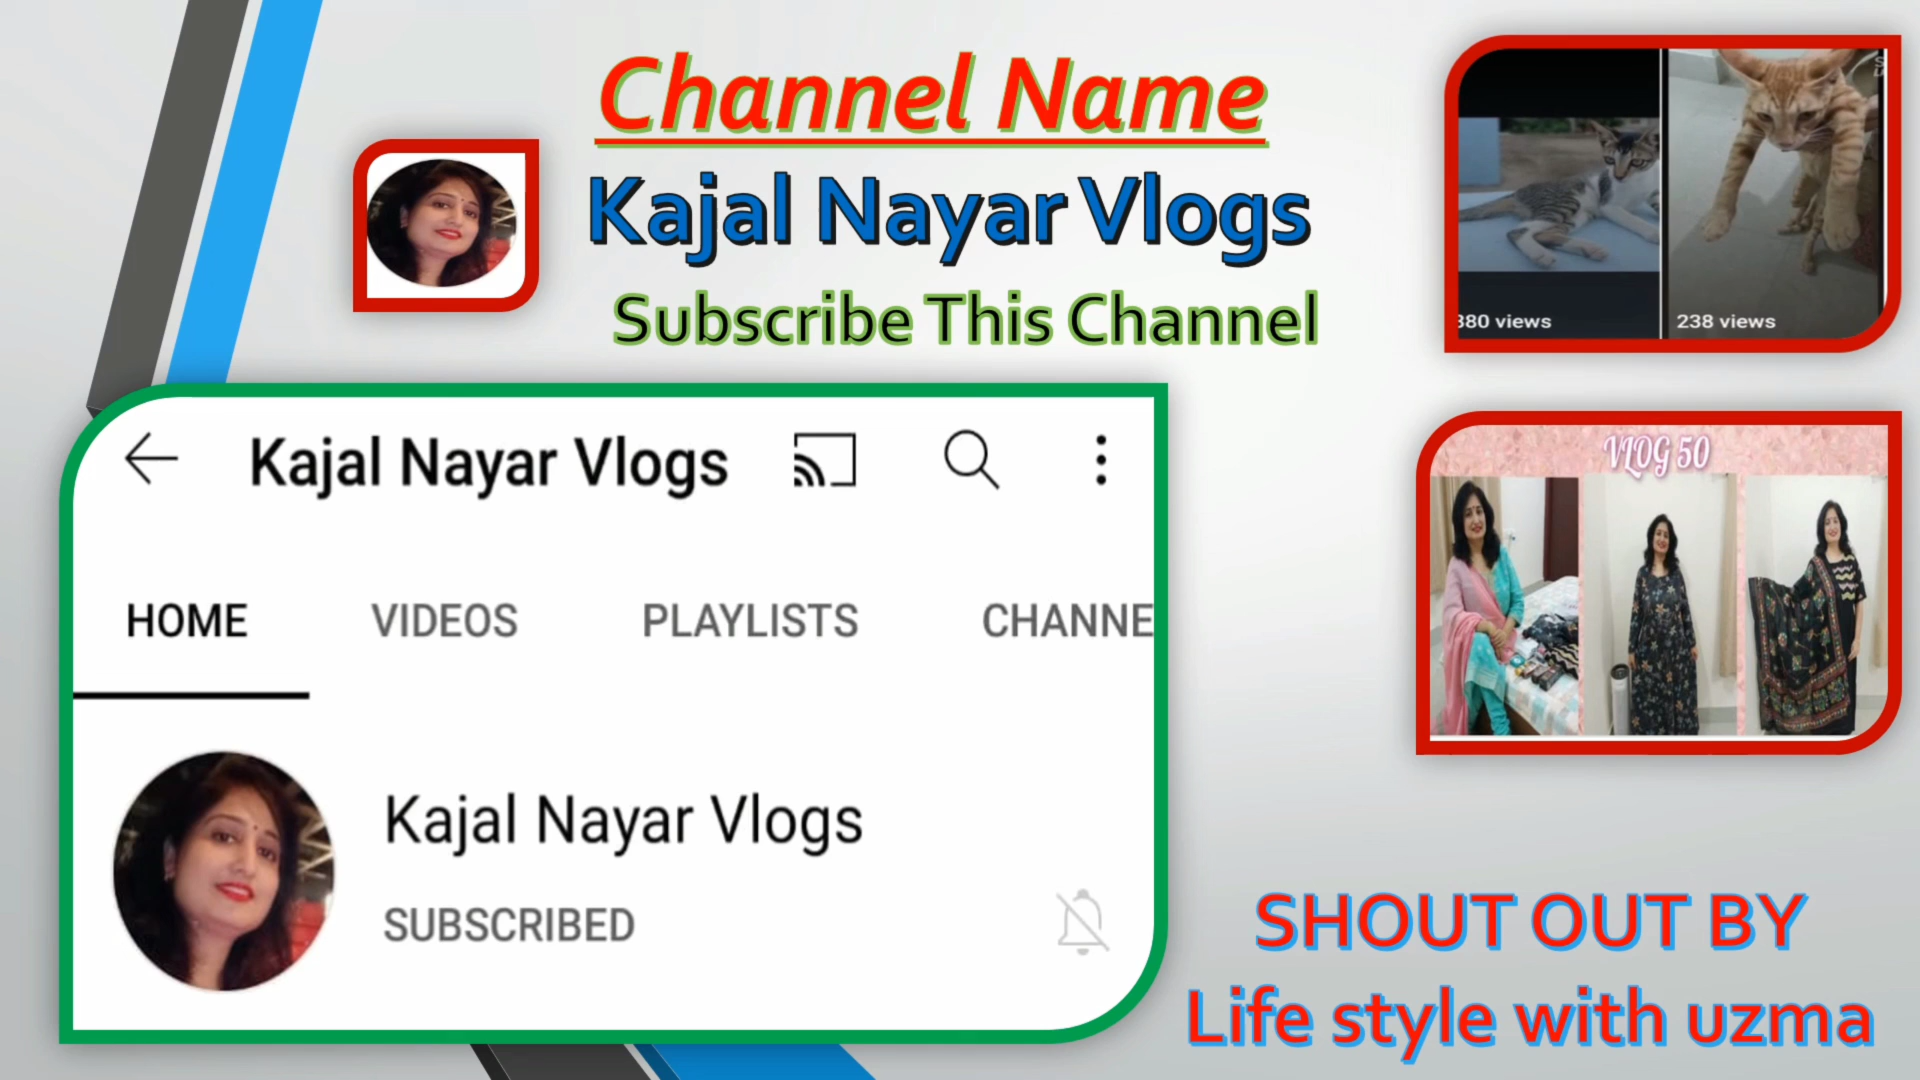 Channel Name
Kajal Nayar Vlogs
Subscribe This Channel
380 views
238 views
Kajal Nayar Vlogs
HOME VIDEOS PLAYLISTS CHANNE
VLOG 50
Kajal Nayar Vlogs
SUBSCRIBED
SHOUT OUT BY
Life style with uzma